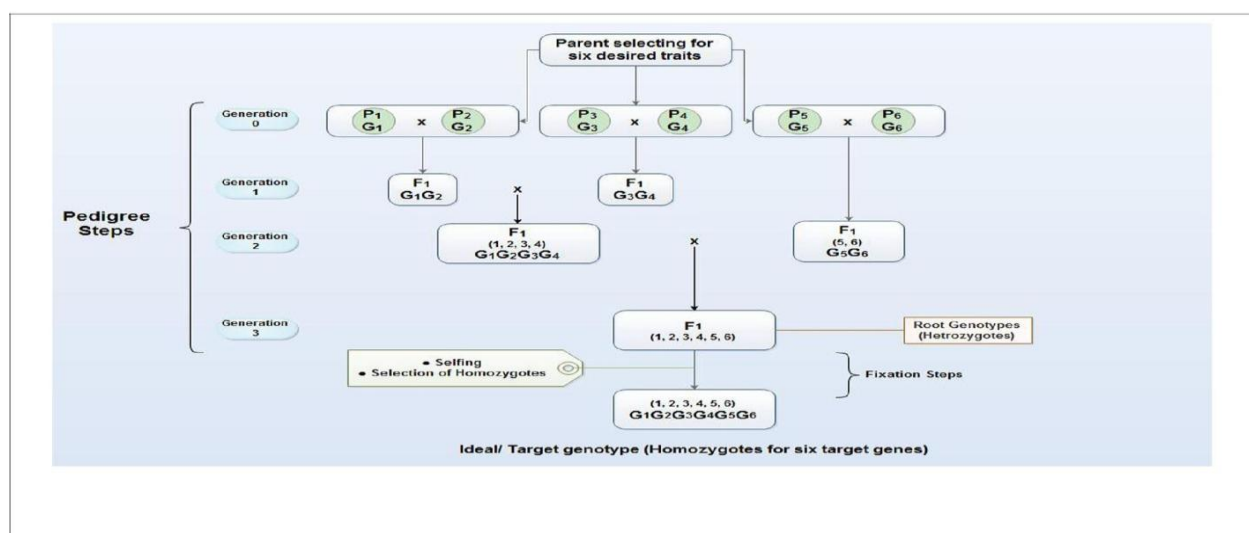 Parent selecting for
six desired traits
Pedigree
Steps
Generation
0
P1
G1
x
P2
G2
P3
G3
x
P4
G4
P5
G5
x
P6
G6
Generation
1
F1
G1G2
x
F1
G3G4
Generation
2
F1
(1, 2, 3, 4)
G1G2G3G4
x
F1
(5, 6)
G5G6
Generation
3
F1
(1, 2, 3, 4, 5, 6)
Root Genotypes
(Hetrozygotes)
• Selfing
• Selection of Homozygotes
Fixation Steps
(1, 2, 3, 4, 5, 6)
G1G2G3G4G5G6
Ideal/ Target genotype (Homozygotes for six target genes)